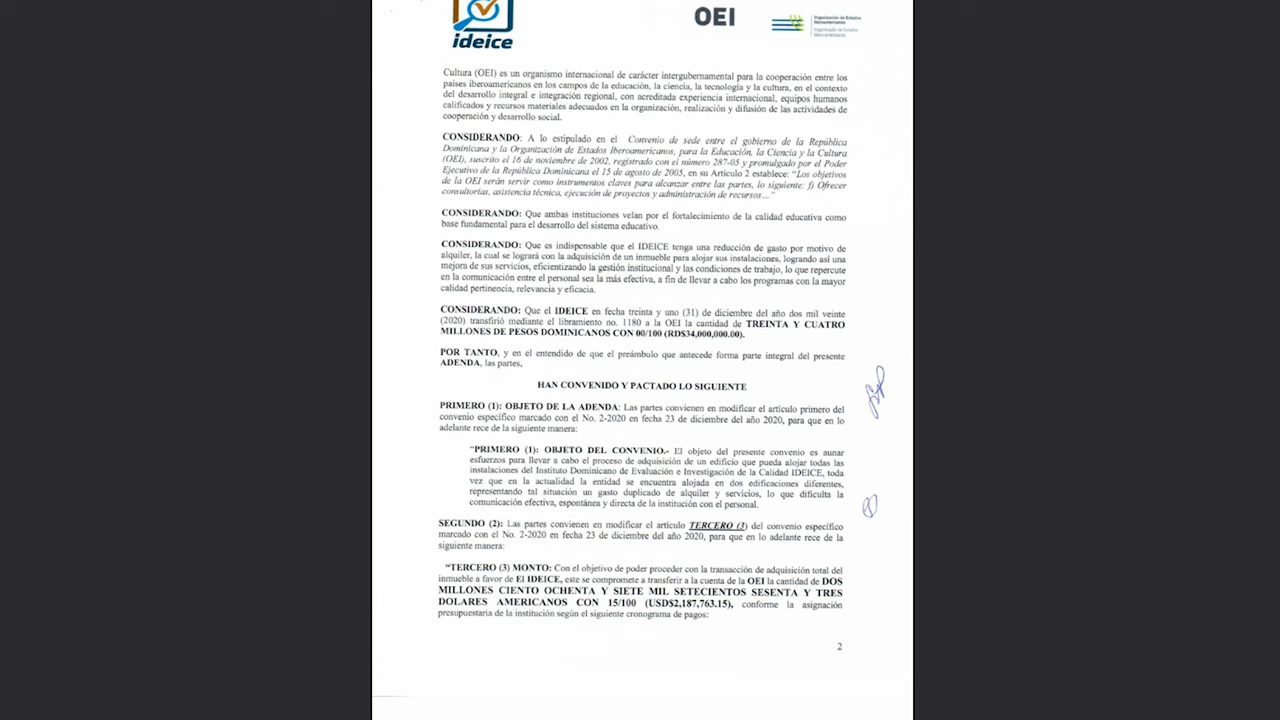 ideice
OEI
Organización de Estados
Iberoamericanos
Organização de Estados
Ibero-americanos
Cultura (OEI) es un organismo internacional de carácter intergubernamental para la cooperación entre los
países iberoamericanos en los campos de la educación, la ciencia, la tecnología y la cultura, en el contexto
del desarrollo integral e integración regional, con acreditada experiencia internacional, equipos humanos
calificados y recursos materiales adecuados en la organización, realización y difusión de las actividades de
cooperación y desarrollo social.
CONSIDERANDO: A lo estipulado en el Convenio de sede entre el gobierno de la República
Dominicana y la Organización de Estados Iberoamericanos, para la Educación, la Ciencia y la Cultura
(OEI), suscrito el 16 de noviembre de 2002, registrado con el número 287-05 y promulgado por el Poder
Ejecutivo de la República Dominicana el 15 de agosto de 2005, en su Artículo 2 establece: "Los objetivos
de la OEI serán servir como instrumentos claves para alcanzar entre las partes, lo siguiente: f) Ofrecer
consultorías, asistencia técnica, ejecución de proyectos y administración de recursos..."
CONSIDERANDO: Que ambas instituciones velan por el fortalecimiento de la calidad educativa como
base fundamental para el desarrollo del sistema educativo.
CONSIDERANDO: Que es indispensable que el IDEICE tenga una reducción de gasto por motivo de
alquiler, la cual se logrará con la adquisición de un inmueble para alojar sus instalaciones, logrando así una
mejora de sus servicios, eficientizando la gestión institucional y las condiciones de trabajo, lo que repercute
en la comunicación entre el personal sea la más efectiva, a fin de llevar a cabo los programas con la mayor
calidad pertinencia, relevancia y eficacia.
CONSIDERANDO: Que el IDEICE en fecha treinta y uno (31) de diciembre del año dos mil veinte
(2020) transfirió mediante el libramiento no. 1180 a la OEI la cantidad de TREINTA Y CUATRO
MILLONES DE PESOS DOMINICANOS CON 00/100 (RD$34,000,000.00).
POR TANTO, y en el entendido de que el preámbulo que antecede forma parte integral del presente
ADENDA, las partes,
HAN CONVENIDO Y PACTADO LO SIGUIENTE
PRIMERO (1): OBJETO DE LA ADENDA: Las partes convienen en modificar el artículo primero del
convenio específico marcado con el No. 2-2020 en fecha 23 de diciembre del año 2020, para que en lo
adelante rece de la siguiente manera:
"PRIMERO (1): OBJETO DEL CONVENIO.- El objeto del presente convenio es aunar
esfuerzos para llevar a cabo el proceso de adquisición de un edificio que pueda alojar todas las
instalaciones del Instituto Dominicano de Evaluación e Investigación de la Calidad IDEICE, toda
vez que en la actualidad la entidad se encuentra alojada en dos edificaciones diferentes,
representando tal situación un gasto duplicado de alquiler y servicios, lo que dificulta la
comunicación efectiva, espontánea y directa de la institución con el personal.
SEGUNDO (2): Las partes convienen en modificar el artículo TERCERO (3) del convenio específico
marcado con el No. 2-2020 en fecha 23 de diciembre del año 2020, para que en lo adelante rece de la
siguiente manera:
"TERCERO (3) MONTO: Con el objetivo de poder proceder con la transacción de adquisición total del
inmueble a favor de El IDEICE, este se compromete a transferir a la cuenta de la OEI la cantidad de DOS
MILLONES CIENTO OCHENTA Y SIETE MIL SETECIENTOS SESENTA Y TRES
DOLARES AMERICANOS CON 15/100 (USD$2,187,763.15), conforme la asignación
presupuestaria de la institución según el siguiente cronograma de pagos:
2